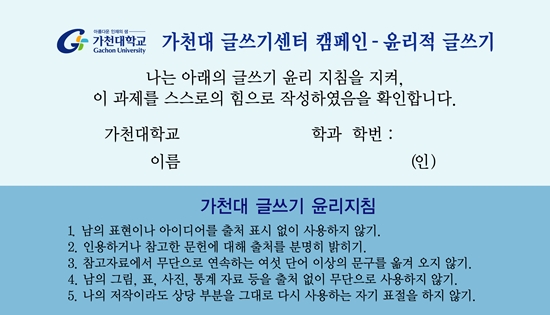 아름다운 인재의 샘
가천대학교
Gachon University
가천대 글쓰기센터 캠페인 - 윤리적 글쓰기
나는 아래의 글쓰기 윤리 지침을 지켜,
이 과제를 스스로의 힘으로 작성하였음을 확인합니다.
가천대학교 학과 학번 :
이름 (인)
가천대 글쓰기 윤리지침
1. 남의 표현이나 아이디어를 출처 표시 없이 사용하지 않기.
2. 인용하거나 참고한 문헌에 대해 출처를 분명히 밝히기.
3. 참고자료에서 무단으로 연속하는 여섯 단어 이상의 문구를 옮겨 오지 않기.
4. 남의 그림, 표, 사진, 통계 자료 등을 출처 없이 무단으로 사용하지 않기.
5. 나의 저작이라도 상당 부분을 그대로 다시 사용하는 자기 표절을 하지 않기.